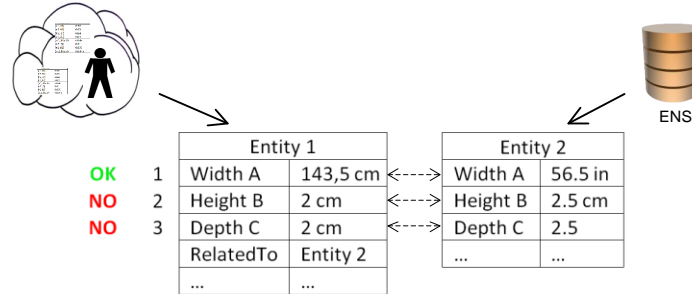 ENS
Entity 1 Entity 2
OK 1 Width A 143,5 cm Width A 56.5 in
NO 2 Height B 2 cm Height B 2.5 cm
NO 3 Depth C 2 cm Depth C 2.5
RelatedTo Entity 2 ... ...
... ...